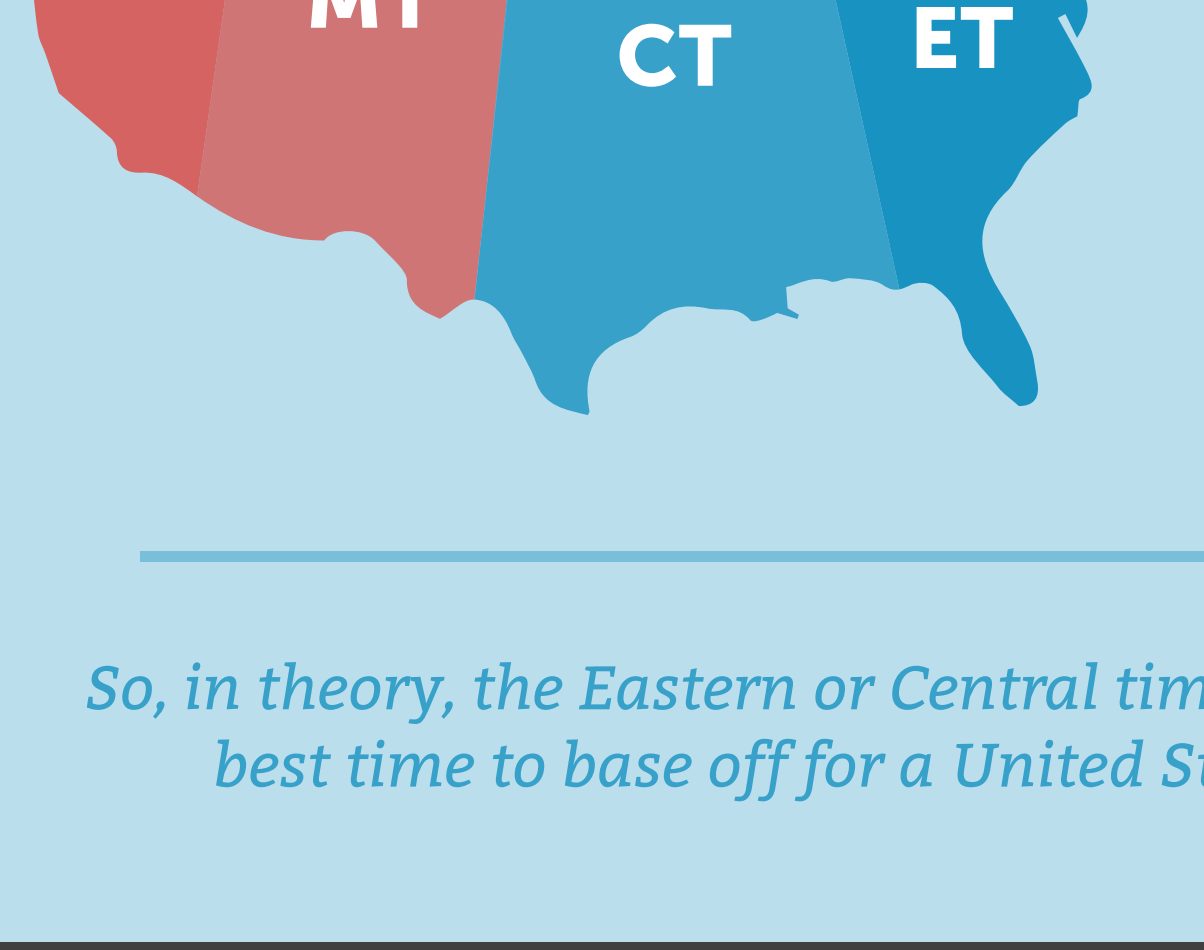 MT
CT
ET
So, in theory, the Eastern or Central
best time to base off for a United